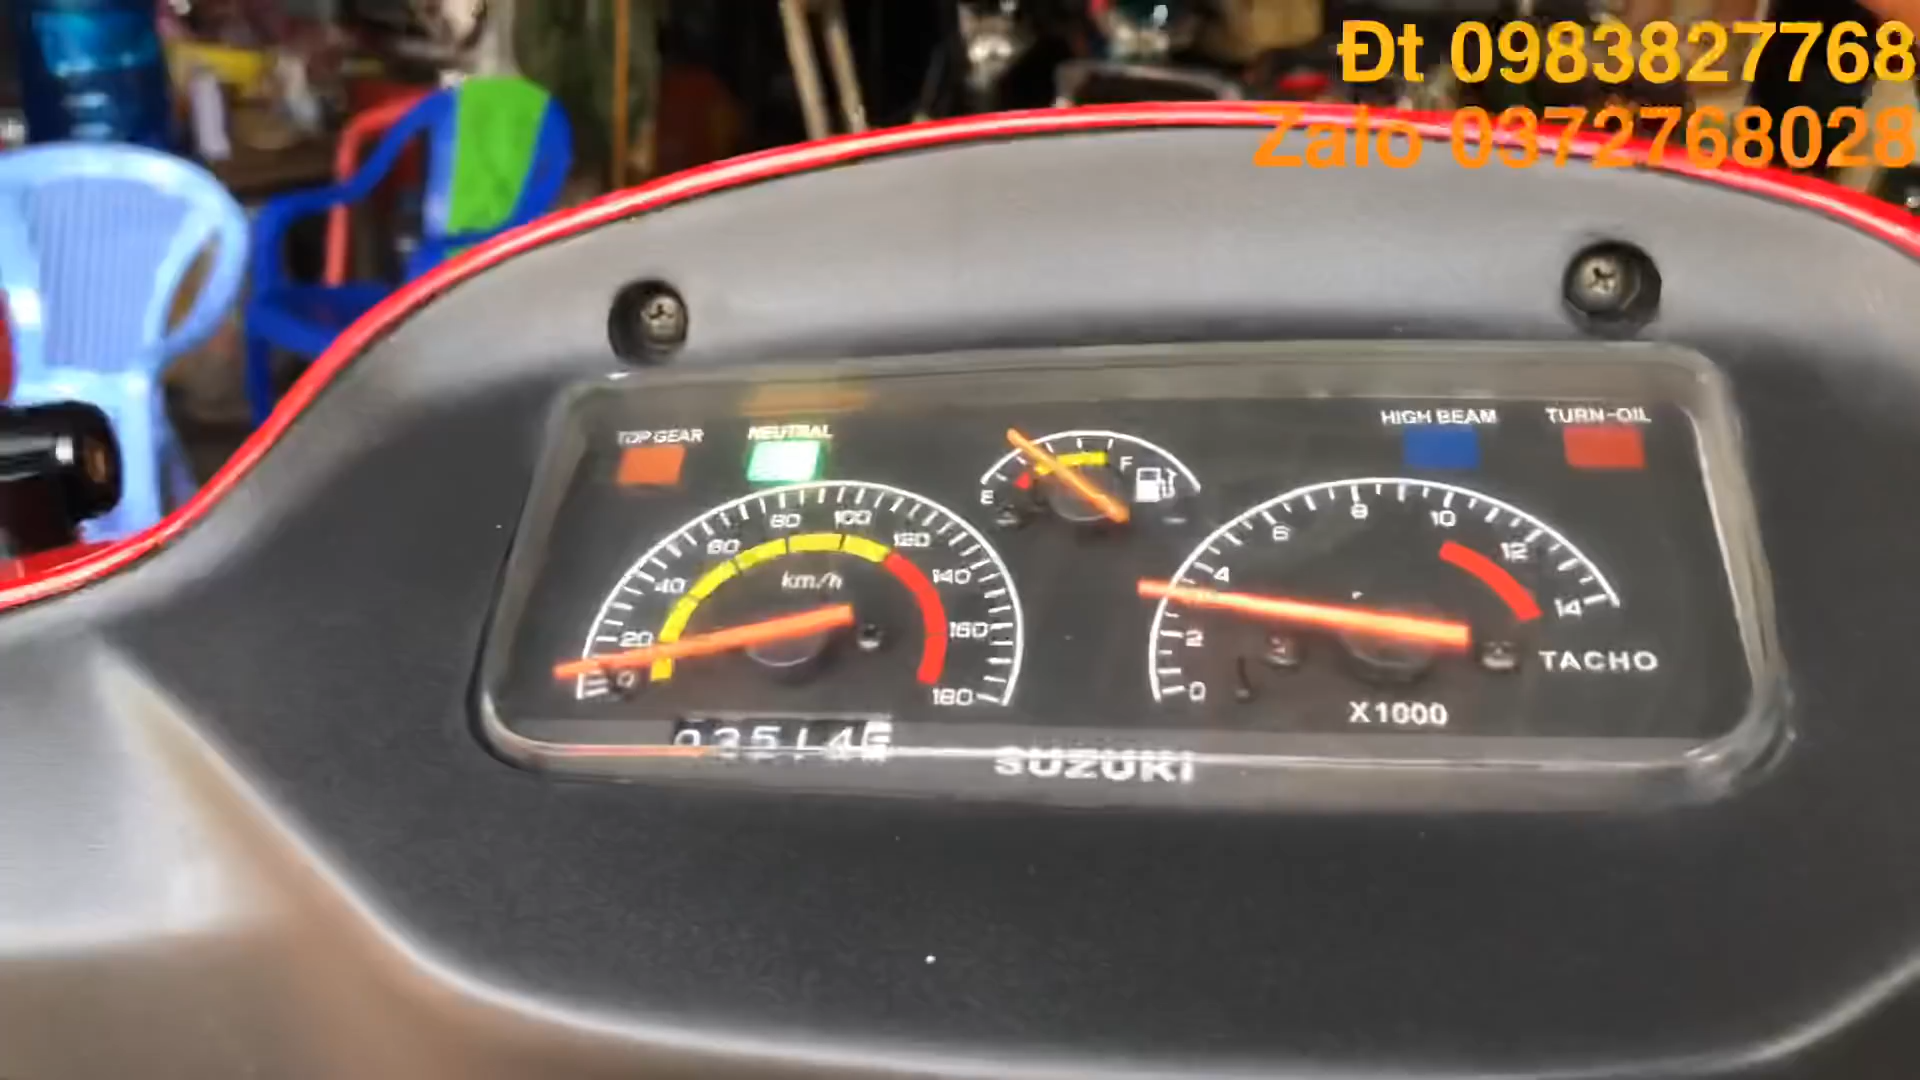 Đt 0983827768
Zalo 0372768028
TOP GEAR
NEUTRAL
HIGH BEAM
TURN-OIL
E
F
0
20
40
60
80
100
120
140
160
180
km/h
0
2
4
6
8
10
12
14
TACHO
X1000
SUZUKI